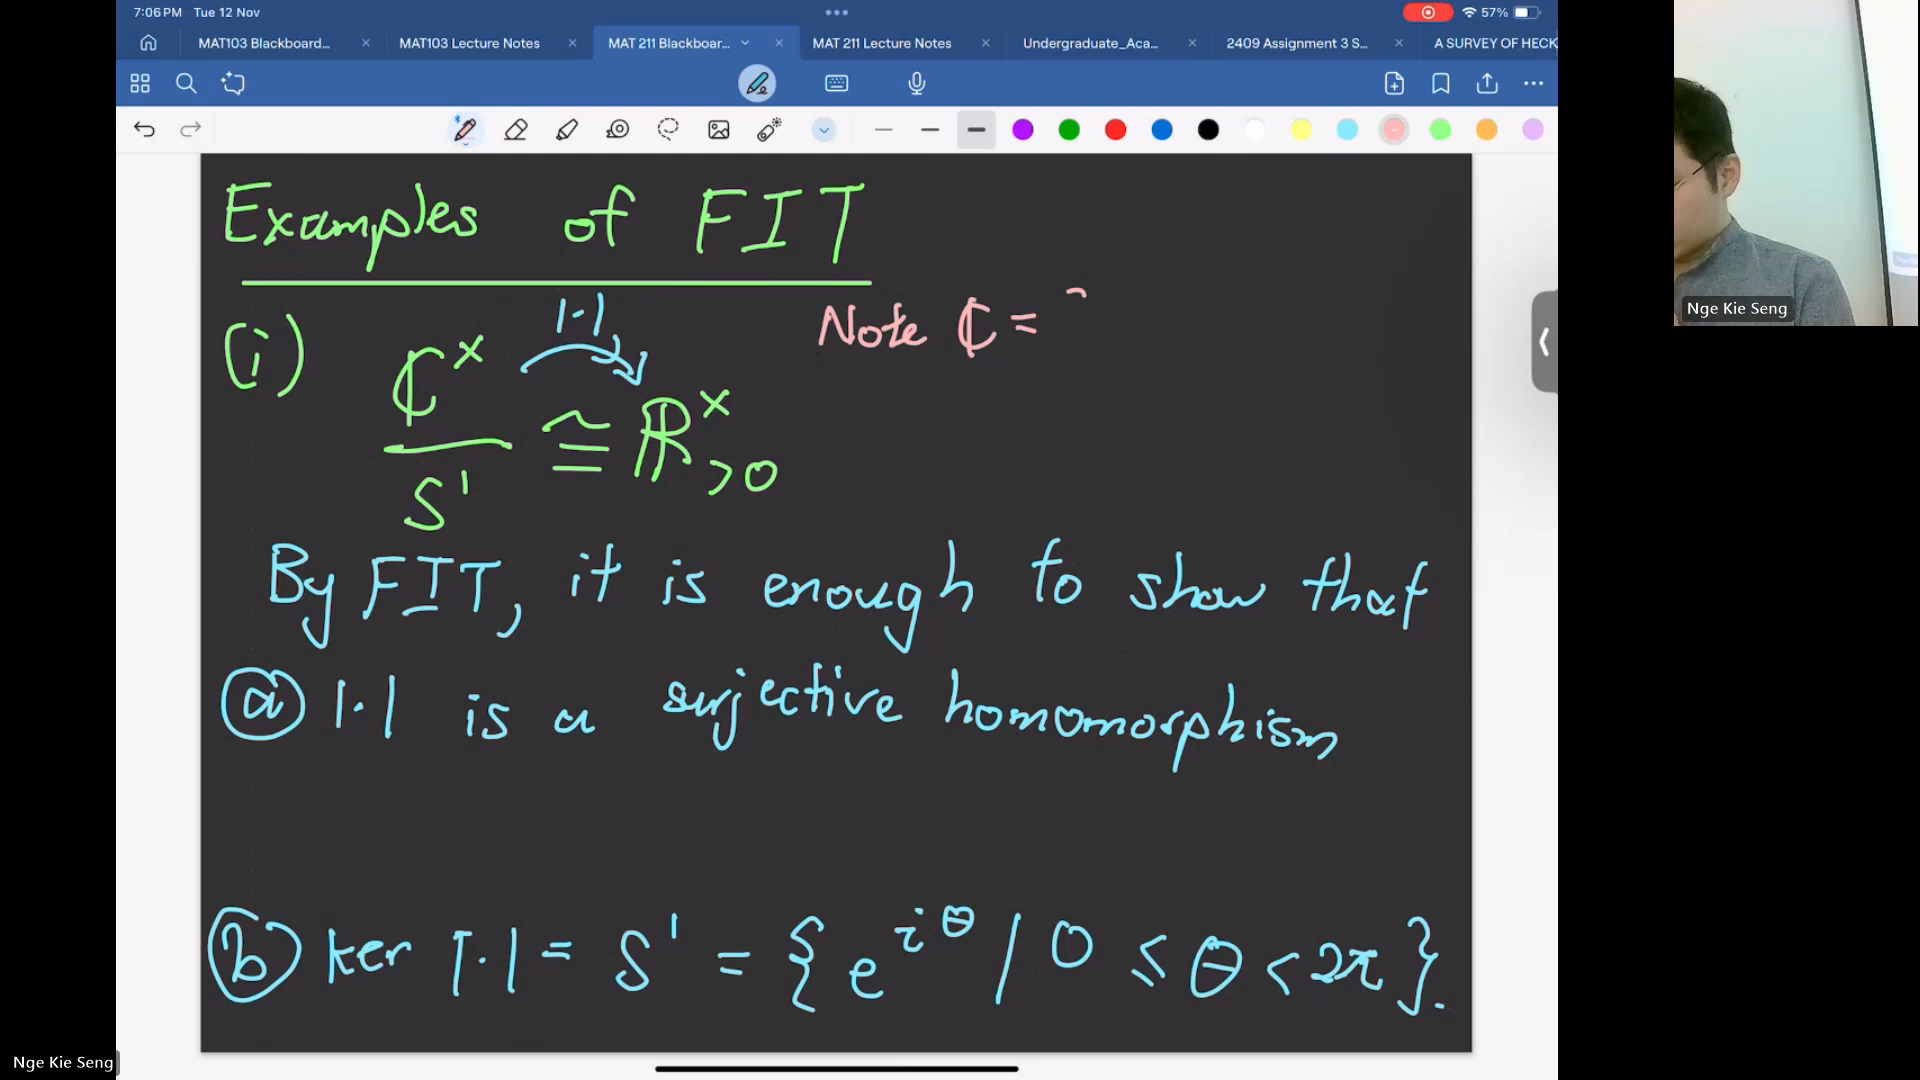 7:06 PM Tue 12 Nov
57%
MAT103 Blackboard...
MAT103 Lecture Notes
MAT 211 Blackboar...
MAT 211 Lecture Notes
Undergraduate_Aca...
2409 Assignment 3 S...
A SURVEY OF HECK
Examples of FIT
Note ℂ =
(i) ℂ^× / S^1 ≅ ℝ^×_{>0}
|·|
By FIT, it is enough to show that
ⓐ |·| is a surjective homomorphism
ⓑ ker |·| = S^1 = { e^{iθ} | 0 ≤ θ < 2π }.
Nge Kie Seng
Nge Kie Seng